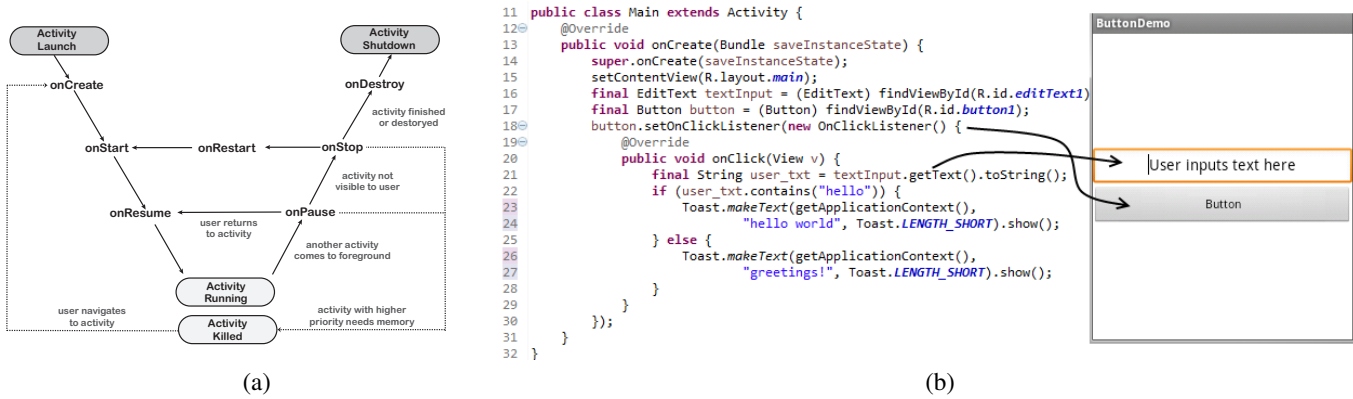 Activity
Launch
Activity
Shutdown
onCreate
onDestroy
activity finished
or destoryed
onStart
onRestart
onStop
activity not
visible to user
onResume
onPause
user returns
to activity
another activity
comes to foreground
Activity
Running
user navigates
to activity
Activity
Killed
activity with higher
priority needs memory
(a)
11 public class Main extends Activity {
12 @Override
13 public void onCreate(Bundle saveInstanceState) {
14 super.onCreate(saveInstanceState);
15 setContentView(R.layout.main);
16 final EditText textInput = (EditText) findViewById(R.id.editText1)
17 final Button button = (Button) findViewById(R.id.button1);
18 button.setOnClickListener(new OnClickListener() {
19 @Override
20 public void onClick(View v) {
21 final String user_txt = textInput.getText().toString();
22 if (user_txt.contains("hello")) {
23 Toast.makeText(getApplicationContext(),
24 "hello world", Toast.LENGTH_SHORT).show();
25 } else {
26 Toast.makeText(getApplicationContext(),
27 "greetings!", Toast.LENGTH_SHORT).show();
28 }
29 }
30 });
31 }
32 }
ButtonDemo
User inputs text here
Button
(b)